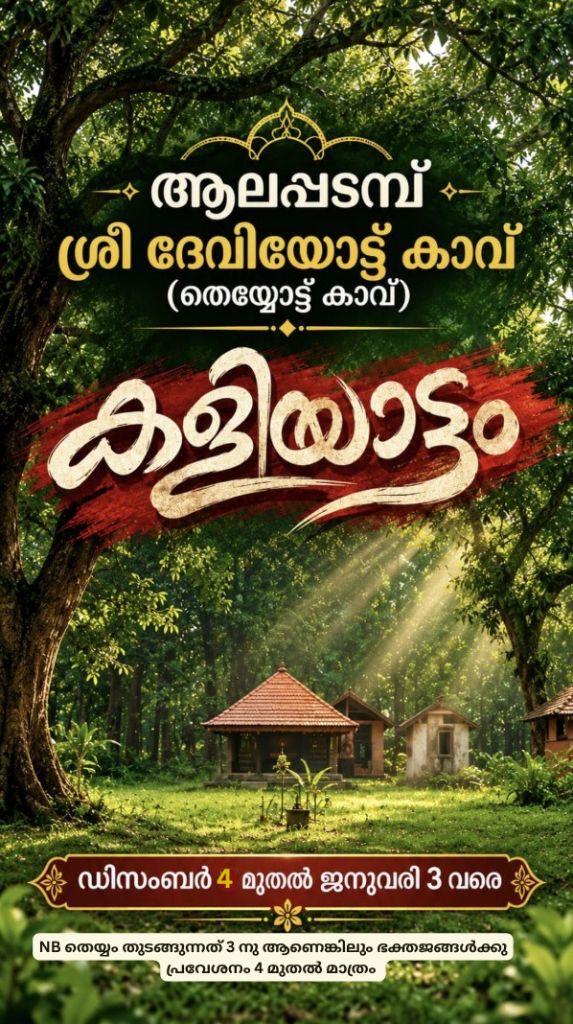 ആലപ്പടമ്പ്
ശ്രീ ദേവിയോട്ട് കാവ്
(തെയ്യോട്ട് കാവ്)
കളിയാട്ടം
ഡിസംബർ 4 മുതൽ ജനുവരി 3 വരെ
NB തെയ്യം തുടങ്ങുന്നത് 3 നു ആണെങ്കിലും ഭക്തജങ്ങൾക്കു
പ്രവേശനം 4 മുതൽ മാത്രം